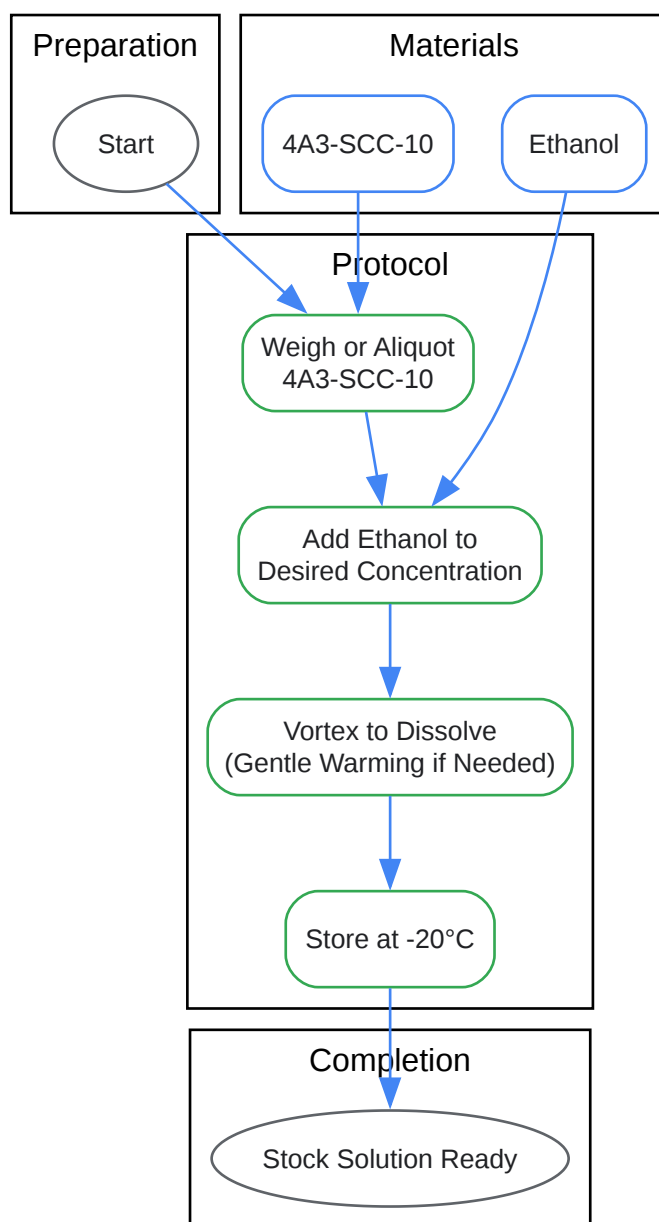 Preparation
Materials
Start
4A3-SCC-10
Ethanol
Protocol
Weigh or Aliquot
4A3-SCC-10
Add Ethanol to
Desired Concentration
Vortex to Dissolve
(Gentle Warming if Needed)
Store at -20°C
Completion
Stock Solution Ready